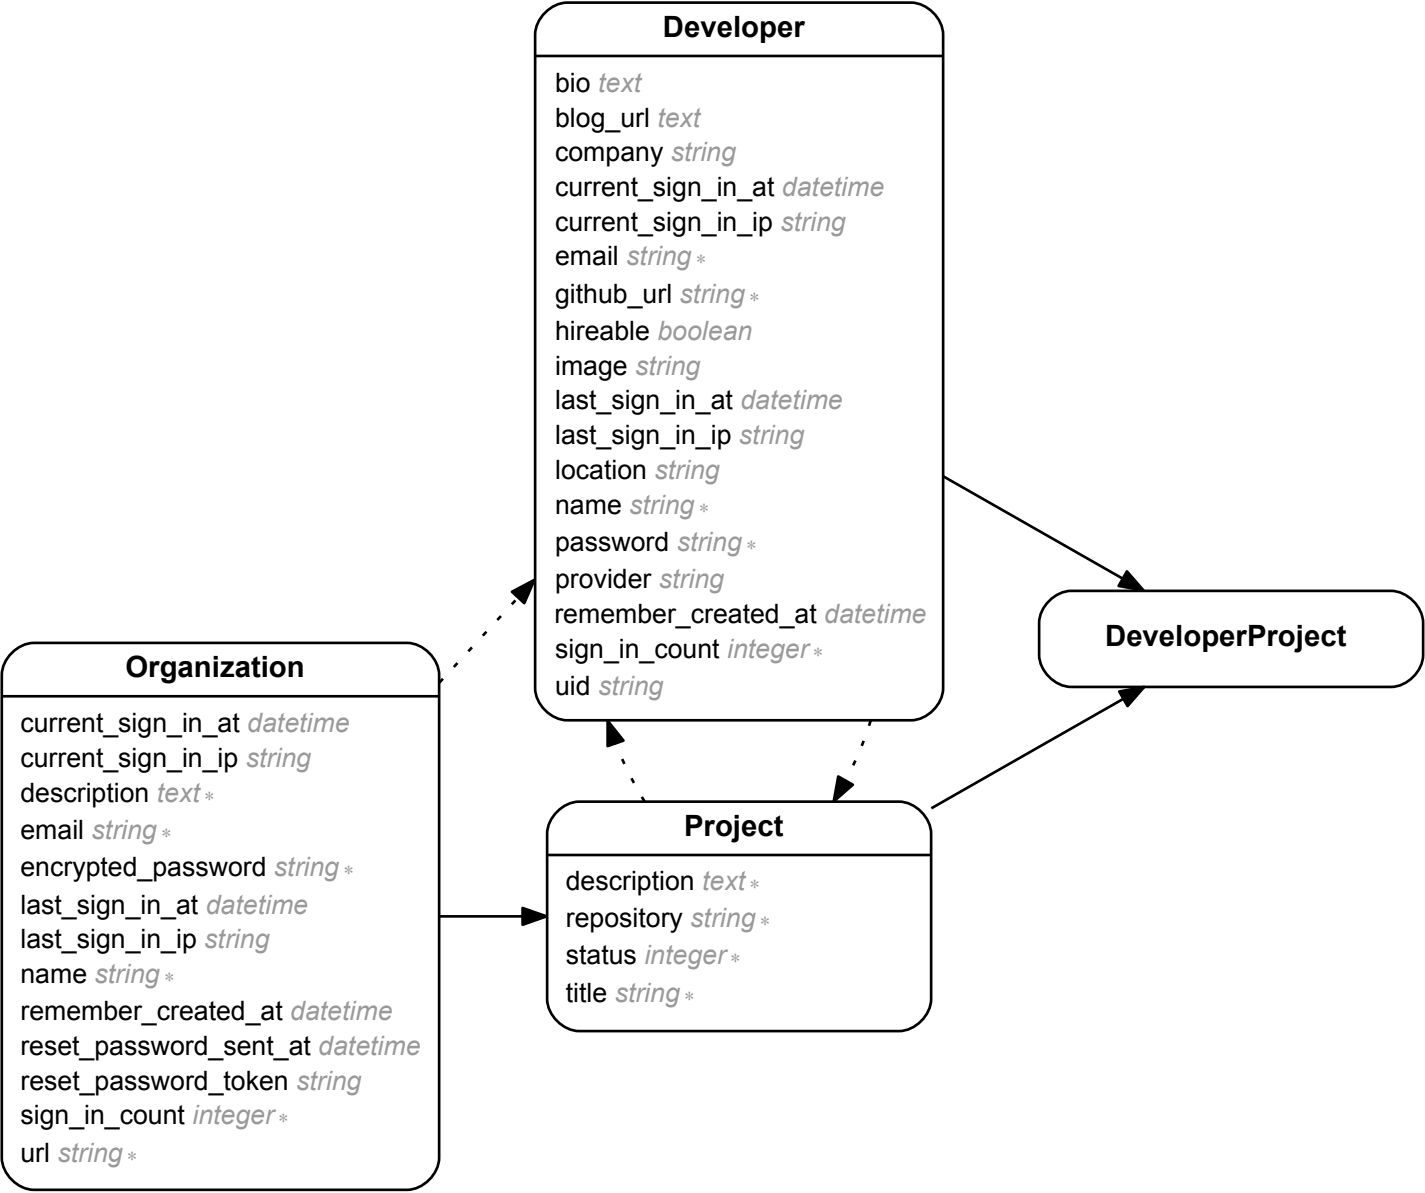 Developer
bio text
blog_url text
company string
current_sign_in_at datetime
current_sign_in_ip string
email string *
github_url string *
hireable boolean
image string
last_sign_in_at datetime
last_sign_in_ip string
location string
name string *
password string *
provider string
remember_created_at datetime
sign_in_count integer *
uid string
DeveloperProject
Organization
current_sign_in_at datetime
current_sign_in_ip string
description text *
email string *
encrypted_password string *
last_sign_in_at datetime
last_sign_in_ip string
name string *
remember_created_at datetime
reset_password_sent_at datetime
reset_password_token string
sign_in_count integer *
url string *
Project
description text *
repository string *
status integer *
title string *